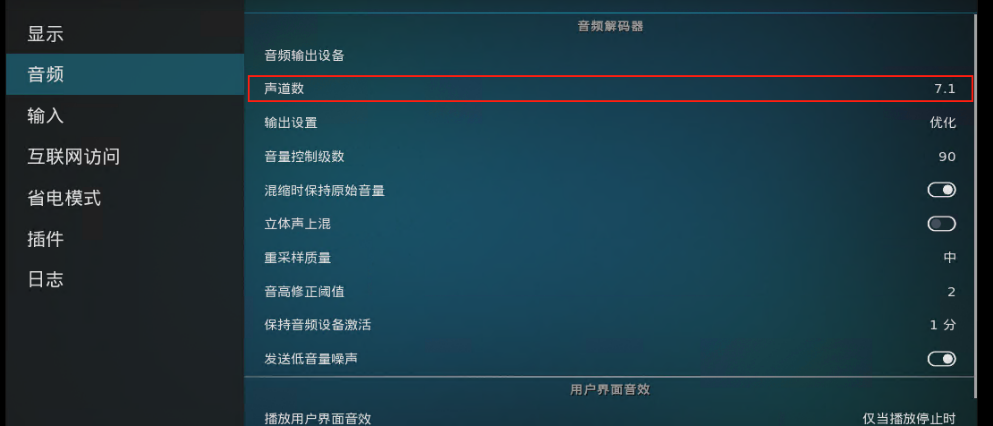 显示
音频
输入
互联网访问
省电模式
插件
日志
音频解码器
音频输出设备
声道数 7.1
输出设置 优化
音量控制级数 90
混缩时保持原始音量
立体声上混
重采样质量 中
音高修正阈值 2
保持音频设备激活 1 分
发送低音量噪声
用户界面音效
播放用户界面音效 仅当播放停止时